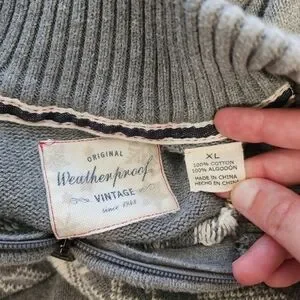 ORIGINAL
Weatherproof
VINTAGE
since 1948
XL
100% COTTON
100% ALGODON
MADE IN CHINA
HECHO EN CHINA